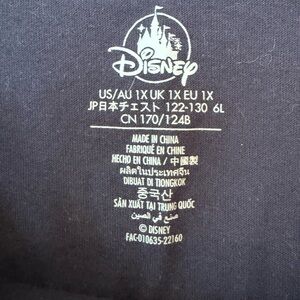 Disney
US/AU 1X UK 1X EU 1X
JP日本チェスト 122-130 6L
CN 170/124B
MADE IN CHINA
FABRIQUÉ EN CHINE
HECHO EN CHINA / 中國製
ผลิตในประเทศจีน
DIBUAT DI TIONGKOK
중국산
SẢN XUẤT TẠI TRUNG QUỐC
صنع في الصين
© DISNEY
FAC-010635-22160